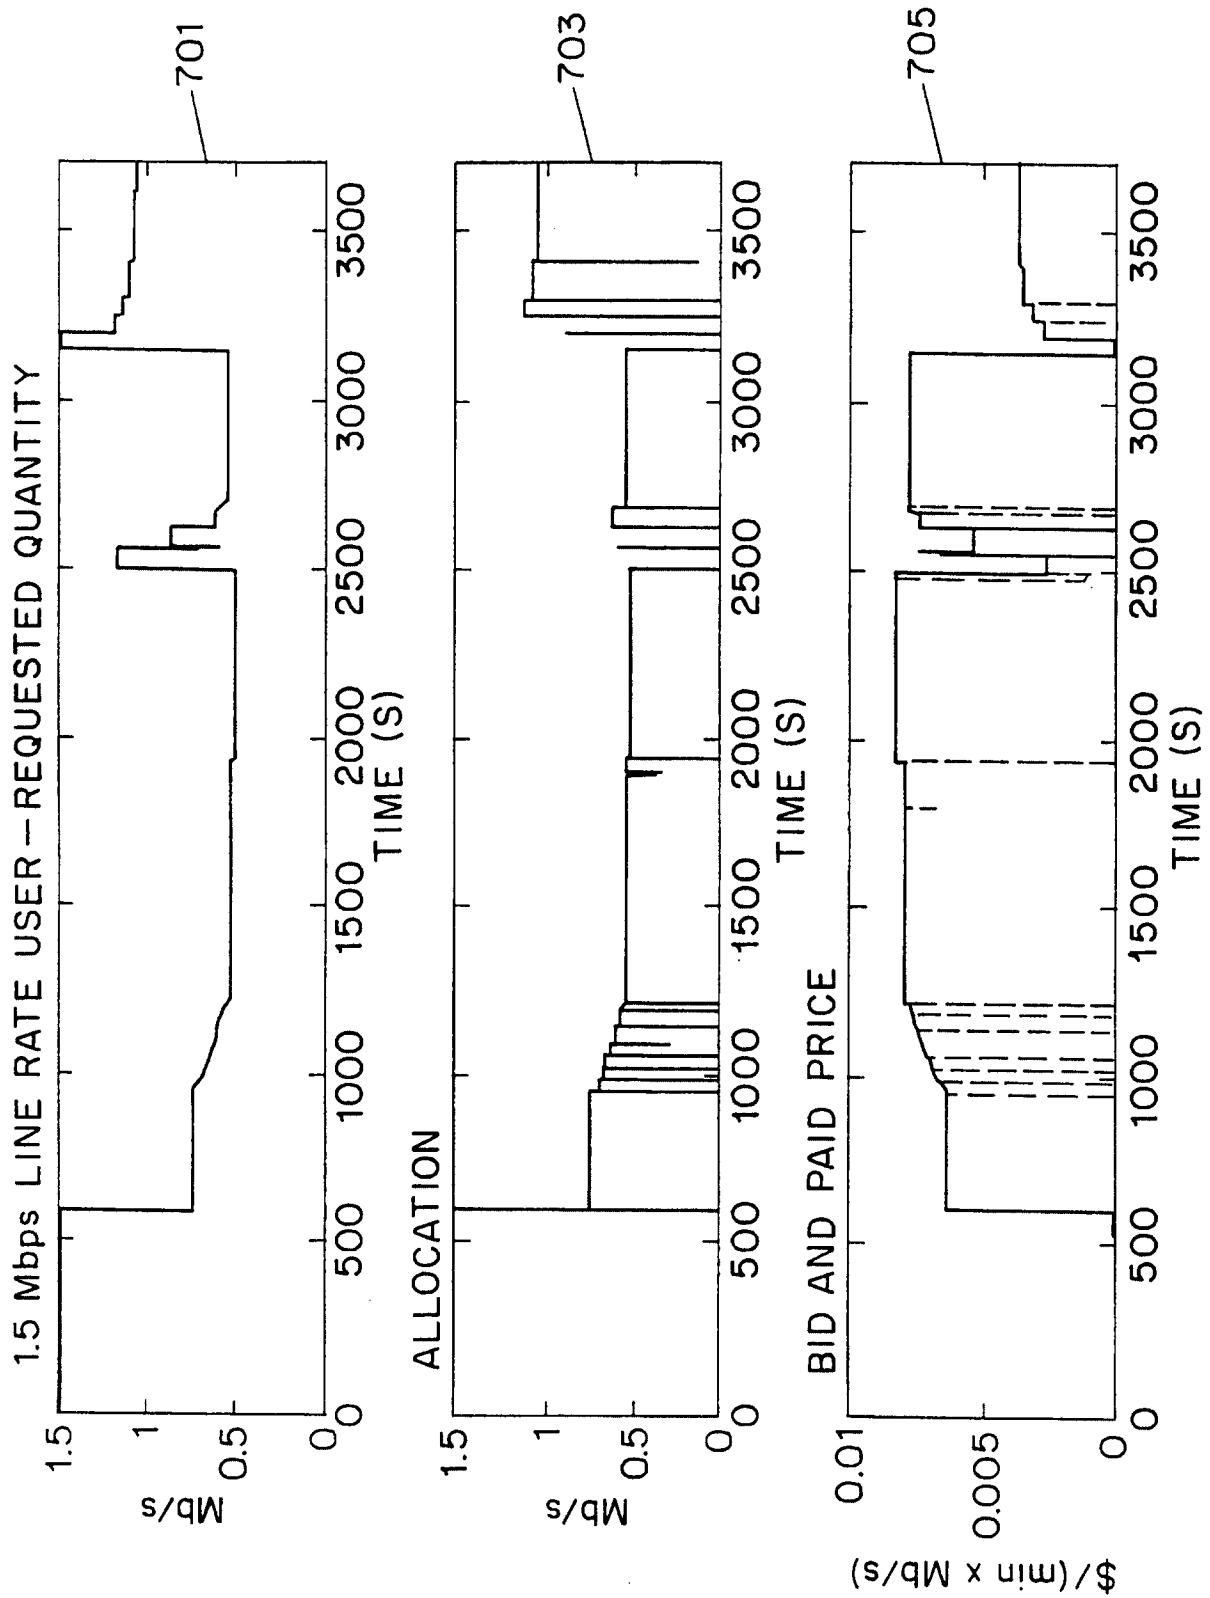 1.5 Mbps LINE RATE USER—REQUESTED QUANTITY
1.5
1
0.5
0
Mb/s
0 500 1000 1500 2000 2500 3000 3500
TIME (S)
701
ALLOCATION
1.5
1
0.5
0
Mb/s
0 500 1000 1500 2000 2500 3000 3500
TIME (S)
703
BID AND PAID PRICE
0.01
0.005
0
$/(min x Mb/s)
0 500 1000 1500 2000 2500 3000 3500
TIME (S)
705